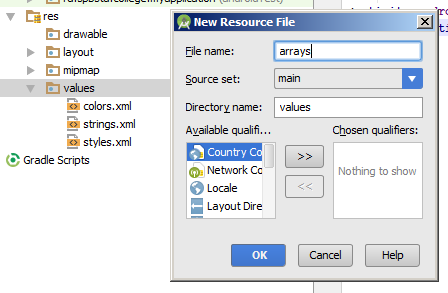 res
drawable
layout
mipmap
values
colors.xml
strings.xml
styles.xml
Gradle Scripts
New Resource File
File name:
arrays
Source set:
main
Directory name:
values
Available qualifi...
Chosen qualifiers:
Country Co
Network Co
Locale
Layout Dire
>>
<<
Nothing to show
OK
Cancel
Help